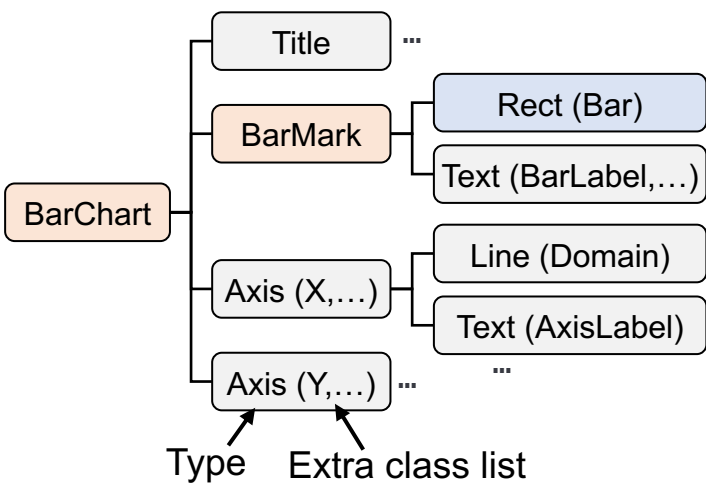 Title ...
BarMark
Rect (Bar)
Text (BarLabel,...)
BarChart
Axis (X,...)
Line (Domain)
Text (AxisLabel)
...
Axis (Y,...) ...
Type
Extra class list